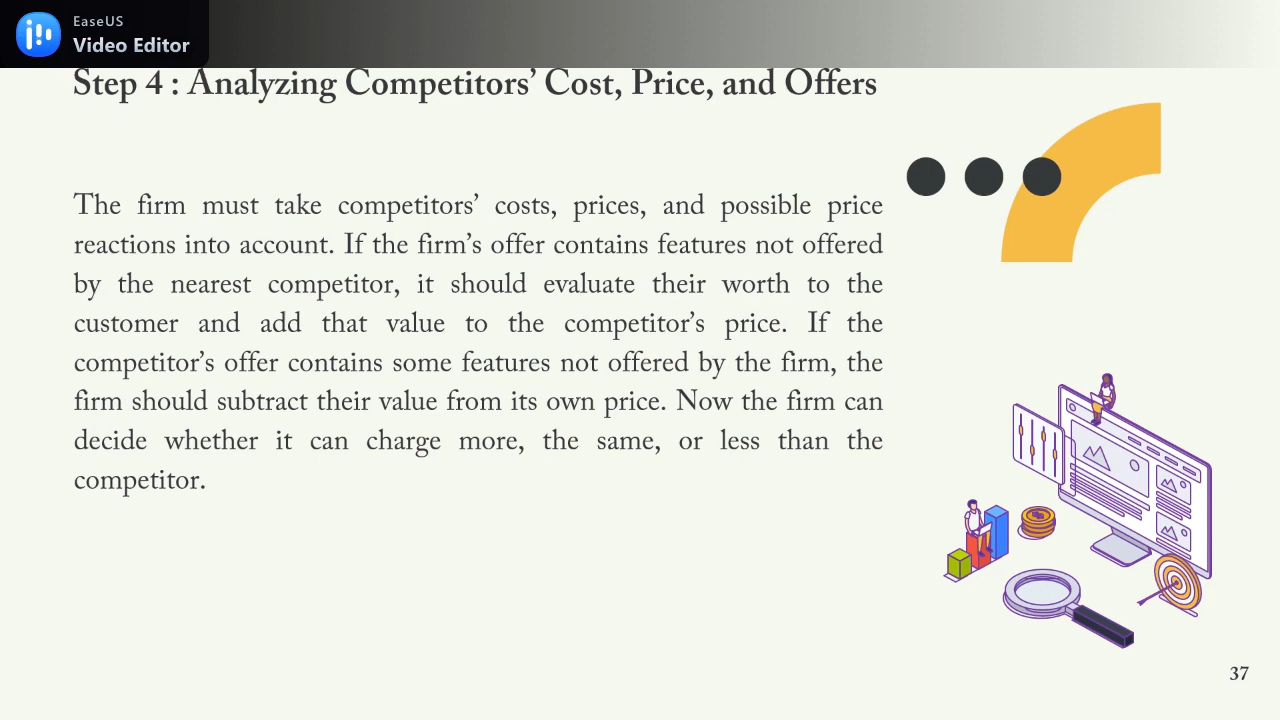 EaseUS
Video Editor
Step 4 : Analyzing Competitors’ Cost, Price, and Offers
The firm must take competitors’ costs, prices, and possible price
reactions into account. If the firm’s offer contains features not offered
by the nearest competitor, it should evaluate their worth to the
customer and add that value to the competitor’s price. If the
competitor’s offer contains some features not offered by the firm, the
firm should subtract their value from its own price. Now the firm can
decide whether it can charge more, the same, or less than the
competitor.
37